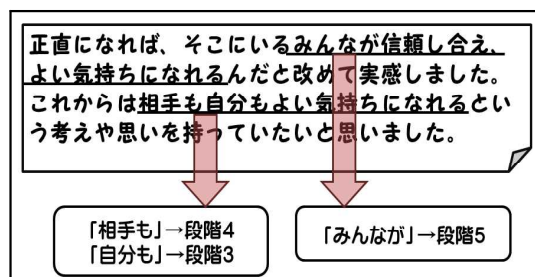 正直になれば、そこにいるみんなが信頼し合え、
よい気持ちになれるんだと改めて実感しました。
これからは相手も自分もよい気持ちになれるとい
う考えや思いを持っていたいと思いました。
「相手も」→段階4
「自分も」→段階3
「みんなが」→段階5